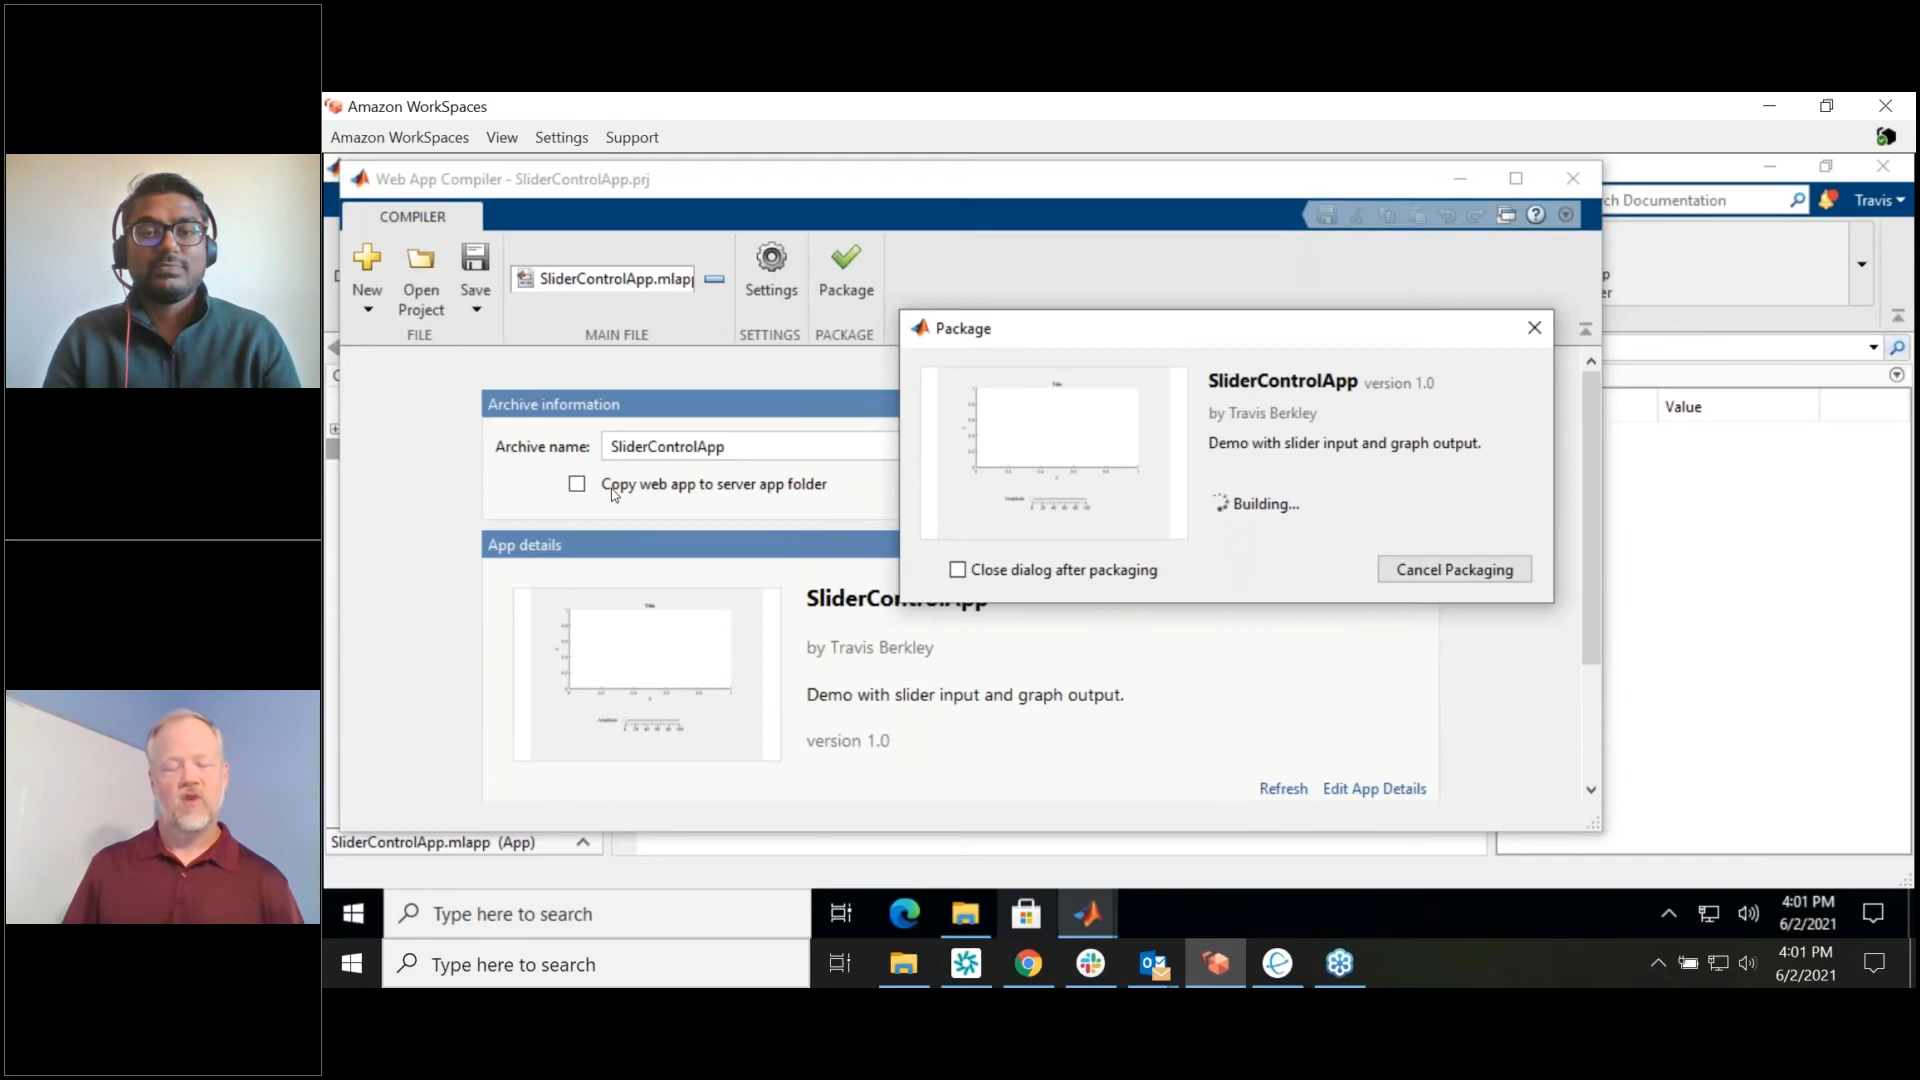 Amazon WorkSpaces
Amazon WorkSpaces View Settings Support
Web App Compiler - SliderControlApp.prj
ch Documentation
Travis
COMPILER
New
Open
Project
Save
SliderControlApp.mlapp
Settings
Package
FILE
MAIN FILE
SETTINGS
PACKAGE
p
er
Package
SliderControlApp version 1.0
by Travis Berkley
Demo with slider input and graph output.
Building...
Close dialog after packaging
Cancel Packaging
Value
Archive information
Archive name: SliderControlApp
Copy web app to server app folder
App details
SliderControlApp
by Travis Berkley
Demo with slider input and graph output.
version 1.0
Refresh Edit App Details
SliderControlApp.mlapp (App)
Type here to search
4:01 PM
6/2/2021
Type here to search
4:01 PM
6/2/2021